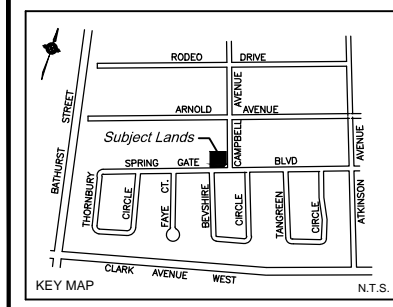 RODEO DRIVE
ARNOLD AVENUE
CAMPBELL AVENUE
Subject Lands
SPRING GATE BLVD
BATHURST STREET
THORNBURY CIRCLE
FAYE CT.
BEVSHIRE CIRCLE
TANGREEN CIRCLE
ATKINSON AVENUE
CLARK AVENUE WEST
KEY MAP
N.T.S.